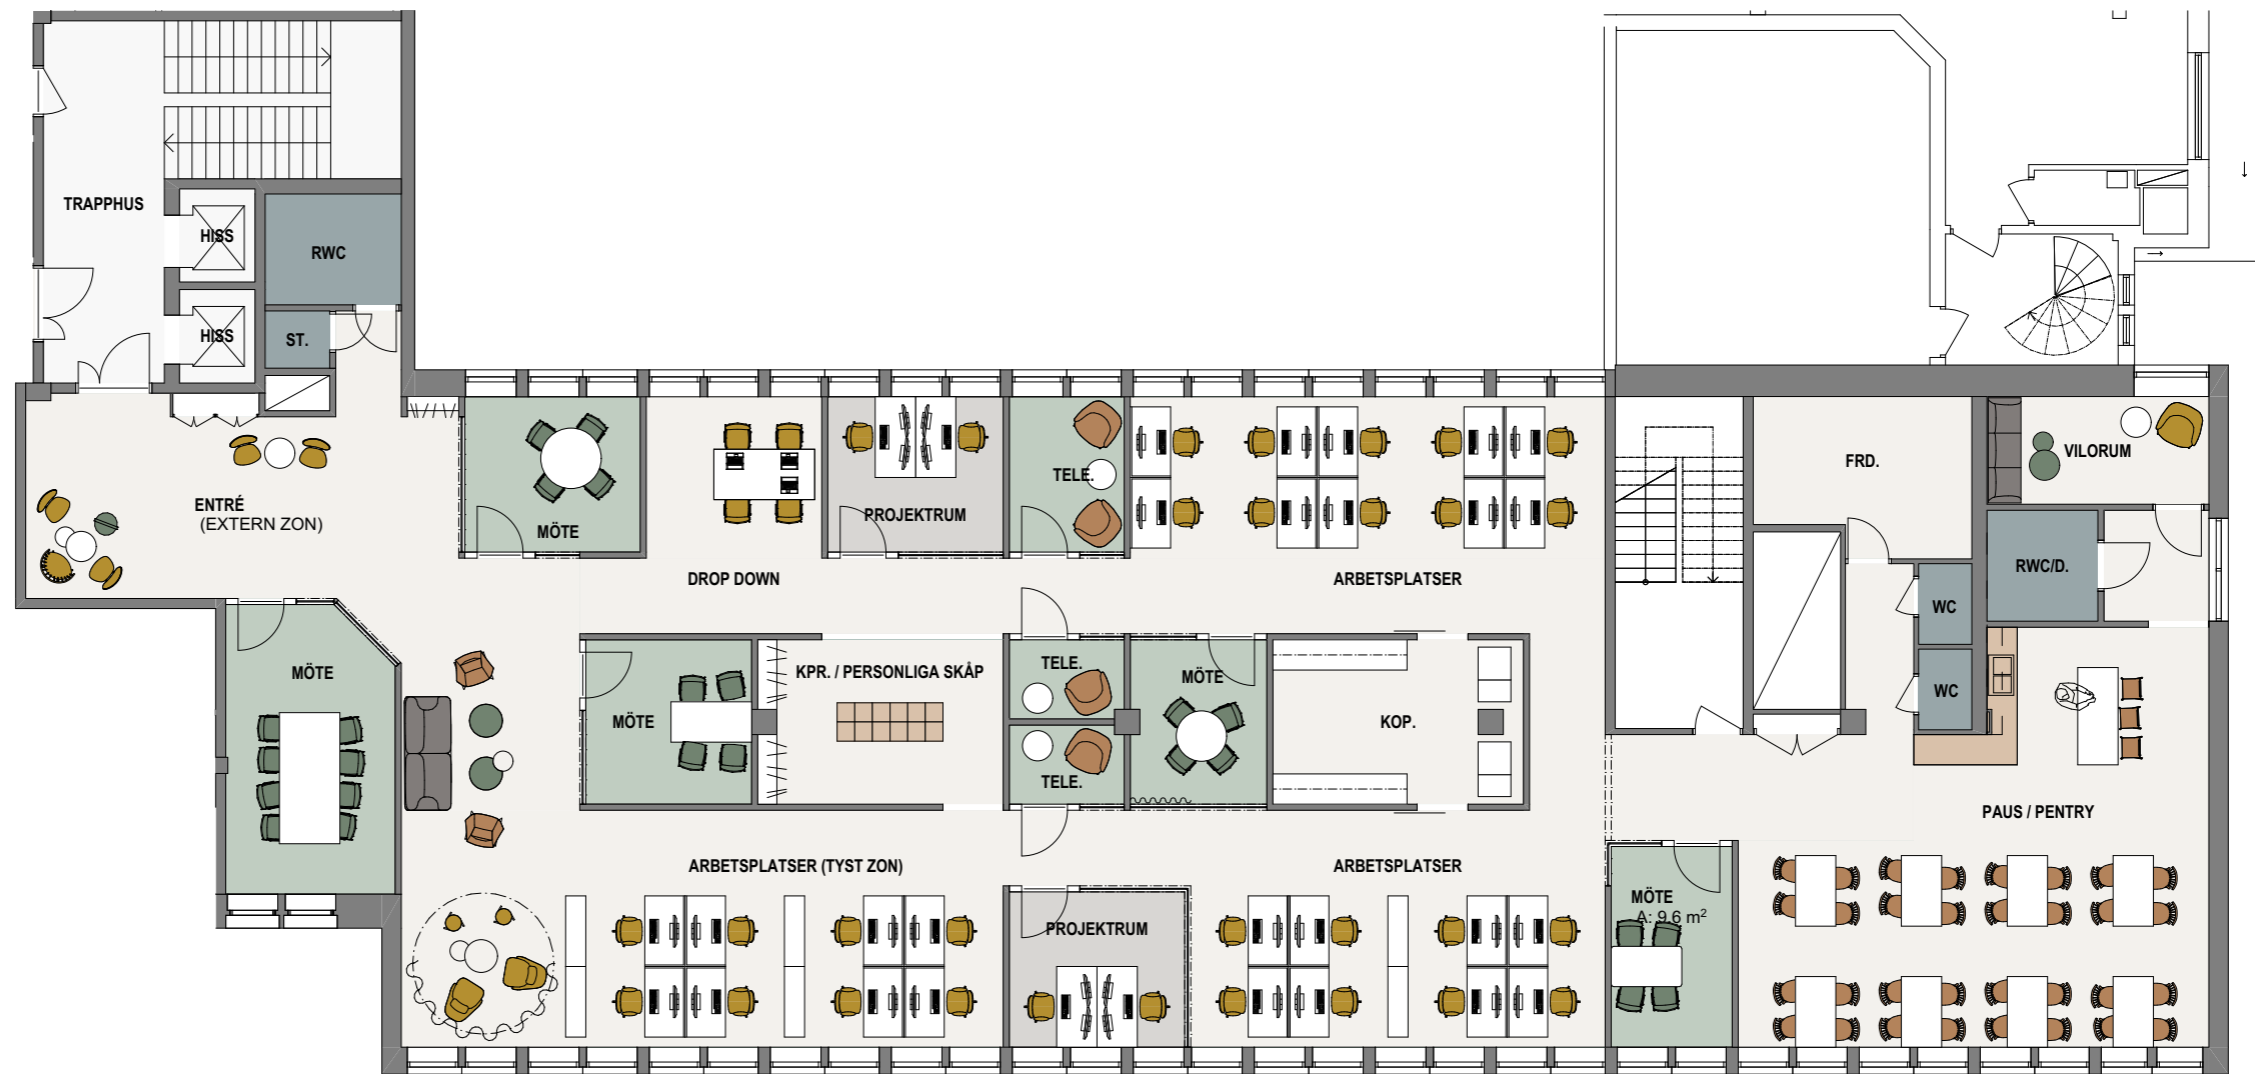 TRAPPHUS
HISS
RWC
HISS
ST.
ENTRÉ
(EXTERN ZON)
MÖTE
DROP DOWN
PROJEKTRUM
TELE.
ARBETSPLATSER
FRD.
VILORUM
RWC/D.
WC
WC
MÖTE
MÖTE
KPR. / PERSONLIGA SKÅP
TELE.
TELE.
MÖTE
KOP.
PAUS / PENTRY
ARBETSPLATSER (TYST ZON)
PROJEKTRUM
ARBETSPLATSER
MÖTE
A: 9,6 m²